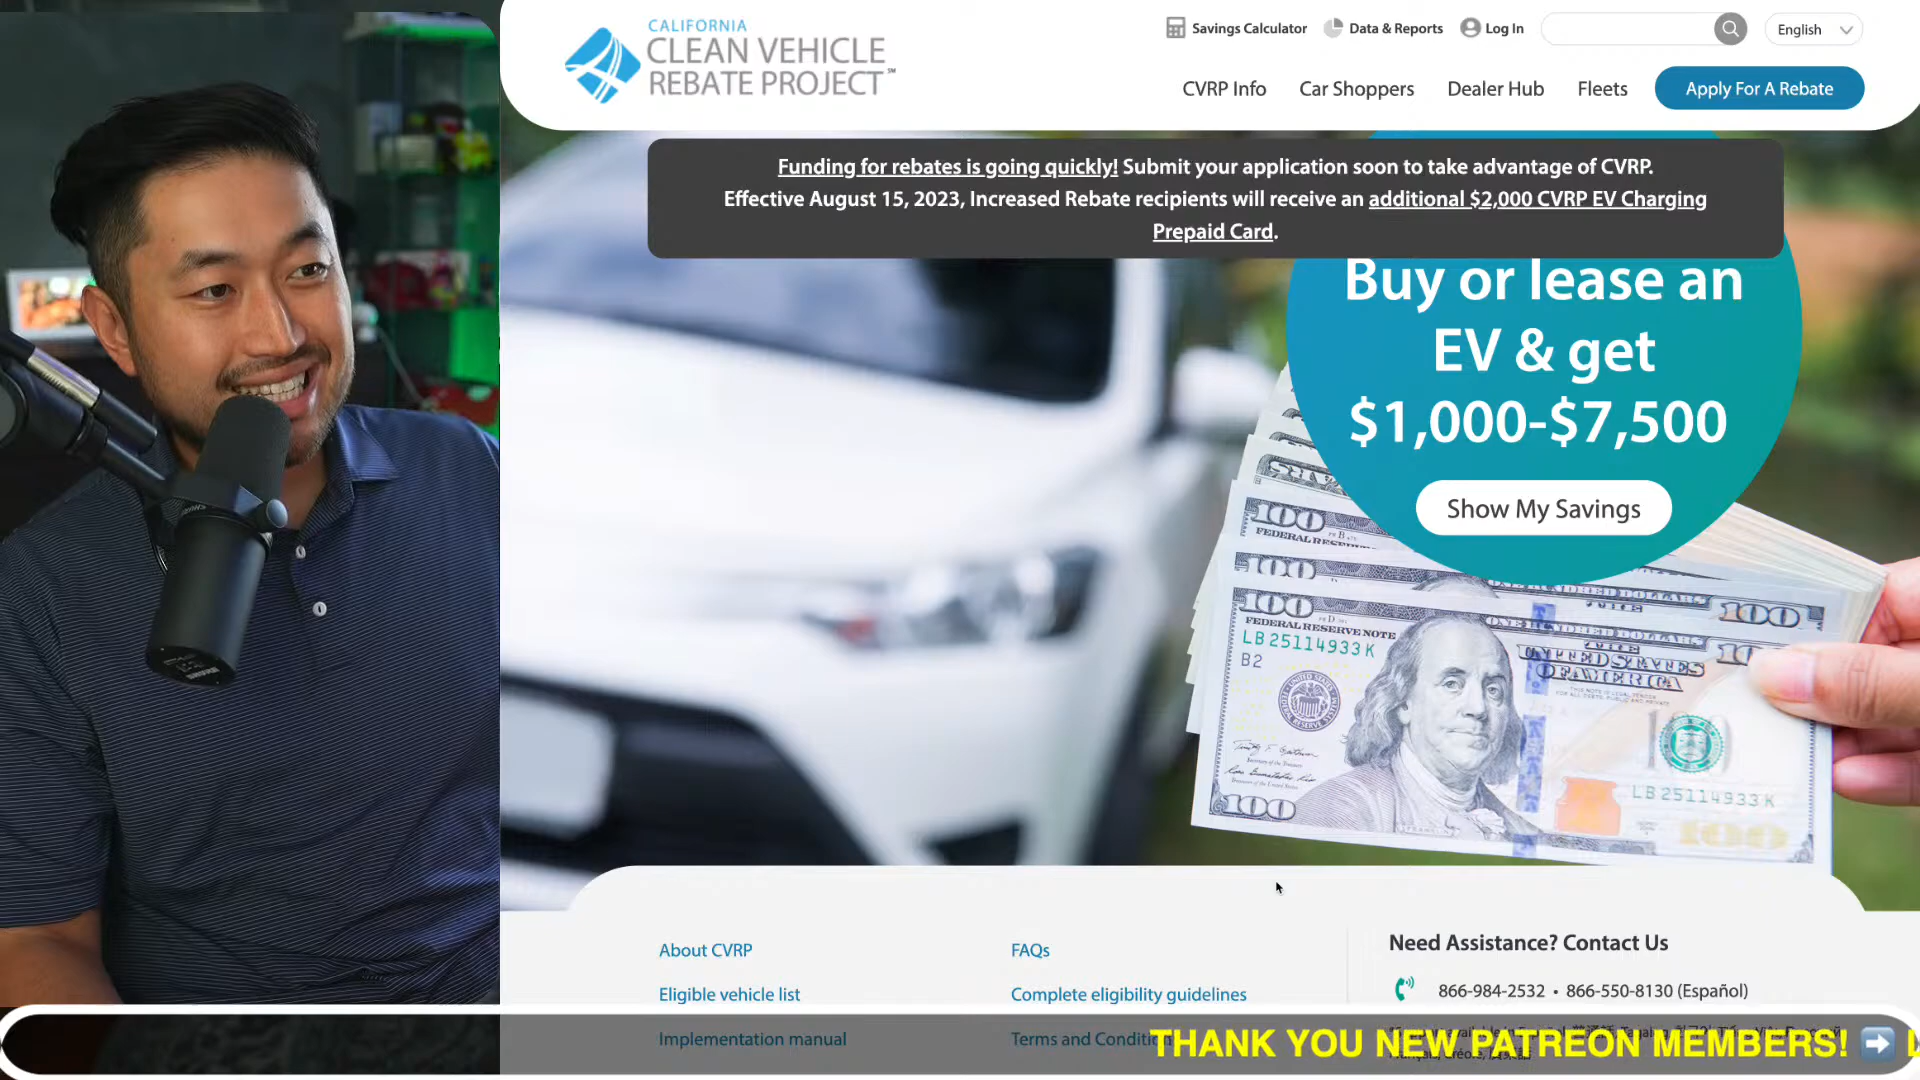 CALIFORNIA
CLEAN VEHICLE
REBATE PROJECT
Savings Calculator
Data & Reports
Log In
English
CVRP Info
Car Shoppers
Dealer Hub
Fleets
Apply For A Rebate
Funding for rebates is going quickly! Submit your application soon to take advantage of CVRP.
Effective August 15, 2023, Increased Rebate recipients will receive an additional $2,000 CVRP EV Charging
Prepaid Card.
Buy or lease an
EV & get
$1,000-$7,500
Show My Savings
100
FEDERAL RESERVE NOTE
LB 25114933 K
B2
THE
UNITED STATES
OF AMERICA
LB 25114933 K
100
100
About CVRP
FAQs
Need Assistance? Contact Us
Eligible vehicle list
Complete eligibility guidelines
866-984-2532 • 866-550-8130 (Español)
Implementation manual
Terms and Conditio
THANK YOU NEW PATREON MEMBERS!